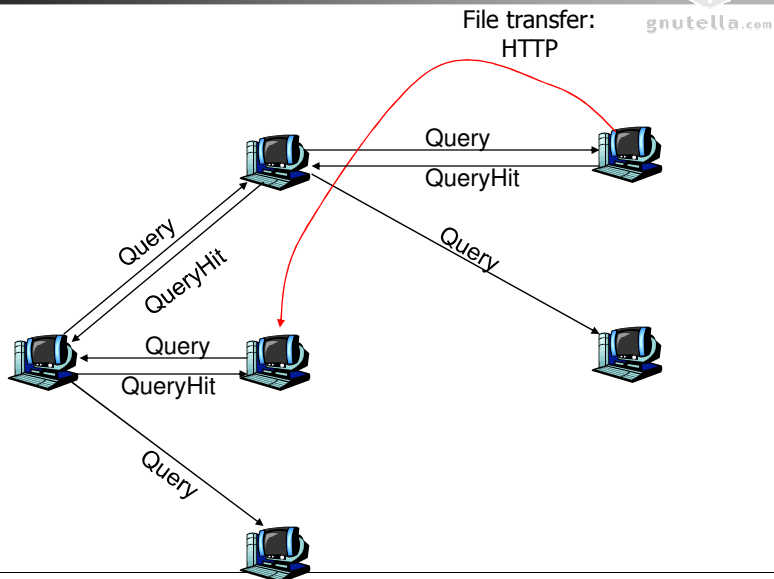 File transfer:
HTTP
gnutella.com
Query
QueryHit
Query
Query
QueryHit
Query
QueryHit
Query